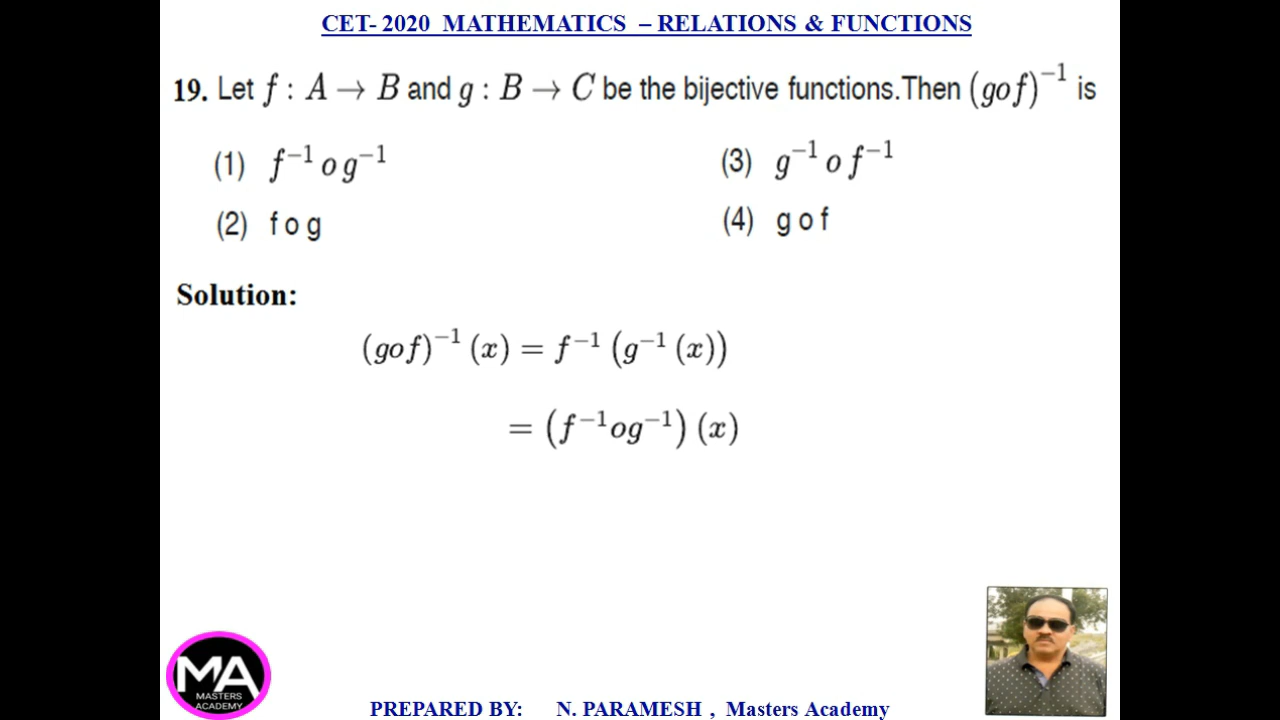 CET- 2020 MATHEMATICS – RELATIONS & FUNCTIONS
19. Let f : A → B and g : B → C be the bijective functions.Then (gof)⁻¹ is
(1) f⁻¹ o g⁻¹ (3) g⁻¹ o f⁻¹
(2) f o g (4) g o f
Solution:
(gof)⁻¹ (x) = f⁻¹ (g⁻¹ (x))
= (f⁻¹og⁻¹) (x)
MA
MASTERS
ACADEMY
PREPARED BY: N. PARAMESH , Masters Academy